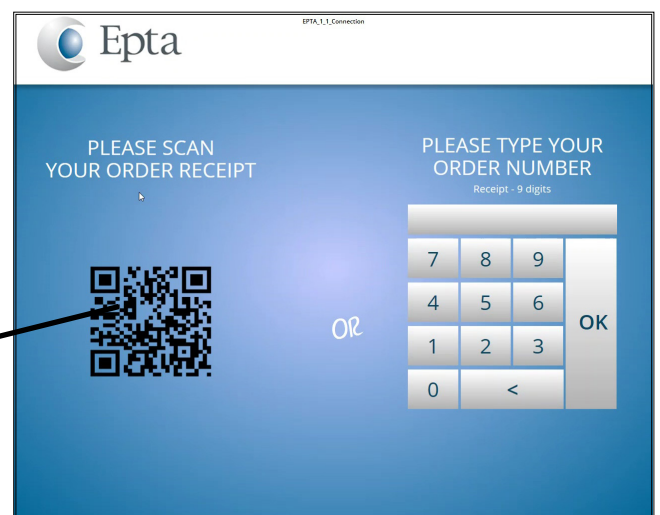 EPTA_1_1_Connection
Epta
PLEASE SCAN
YOUR ORDER RECEIPT
PLEASE TYPE YOUR
ORDER NUMBER
Receipt - 9 digits
7 8 9
4 5 6
OK
1 2 3
0 <
OR